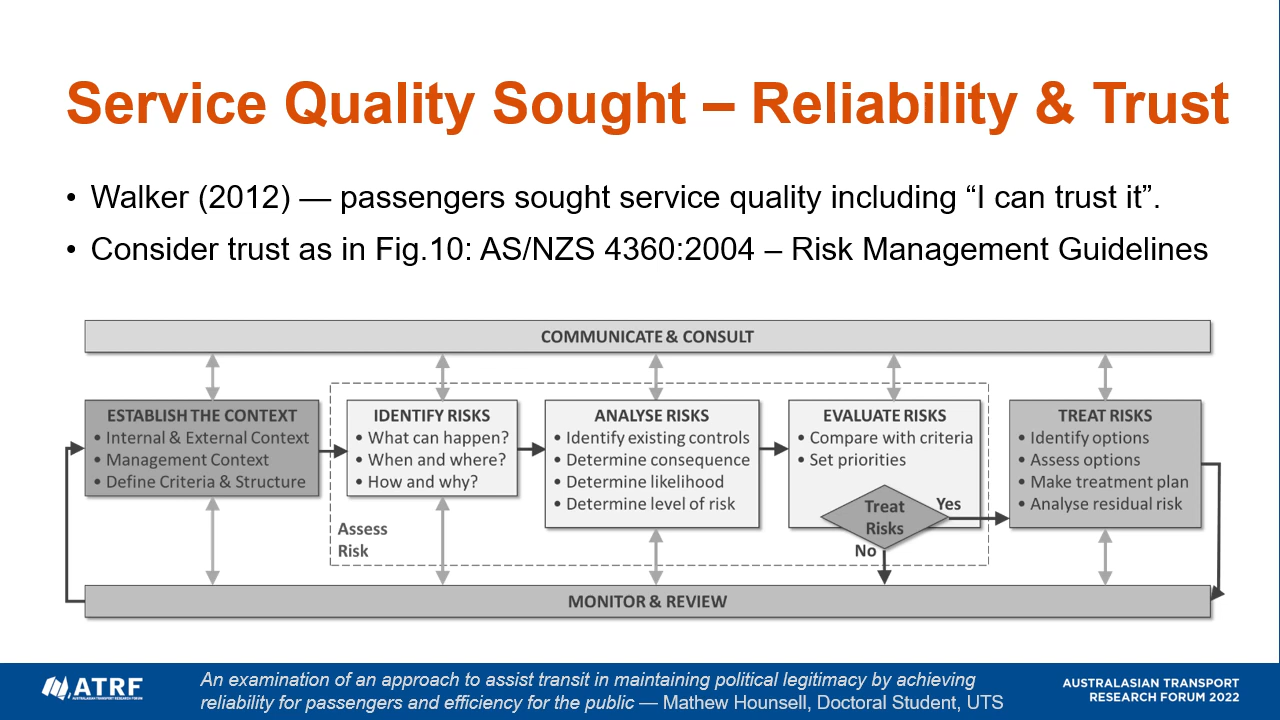 Service Quality Sought – Reliability & Trust
• Walker (2012) — passengers sought service quality including “I can trust it”.
• Consider trust as in Fig.10: AS/NZS 4360:2004 – Risk Management Guidelines
COMMUNICATE & CONSULT
ESTABLISH THE CONTEXT
• Internal & External Context
• Management Context
• Define Criteria & Structure
IDENTIFY RISKS
• What can happen?
• When and where?
• How and why?
Assess
Risk
ANALYSE RISKS
• Identify existing controls
• Determine consequence
• Determine likelihood
• Determine level of risk
EVALUATE RISKS
• Compare with criteria
• Set priorities
Treat
Risks
Yes
No
TREAT RISKS
• Identify options
• Assess options
• Make treatment plan
• Analyse residual risk
MONITOR & REVIEW
ATRF
AUSTRALASIAN TRANSPORT RESEARCH FORUM
An examination of an approach to assist transit in maintaining political legitimacy by achieving
reliability for passengers and efficiency for the public — Mathew Hounsell, Doctoral Student, UTS
AUSTRALASIAN TRANSPORT
RESEARCH FORUM 2022